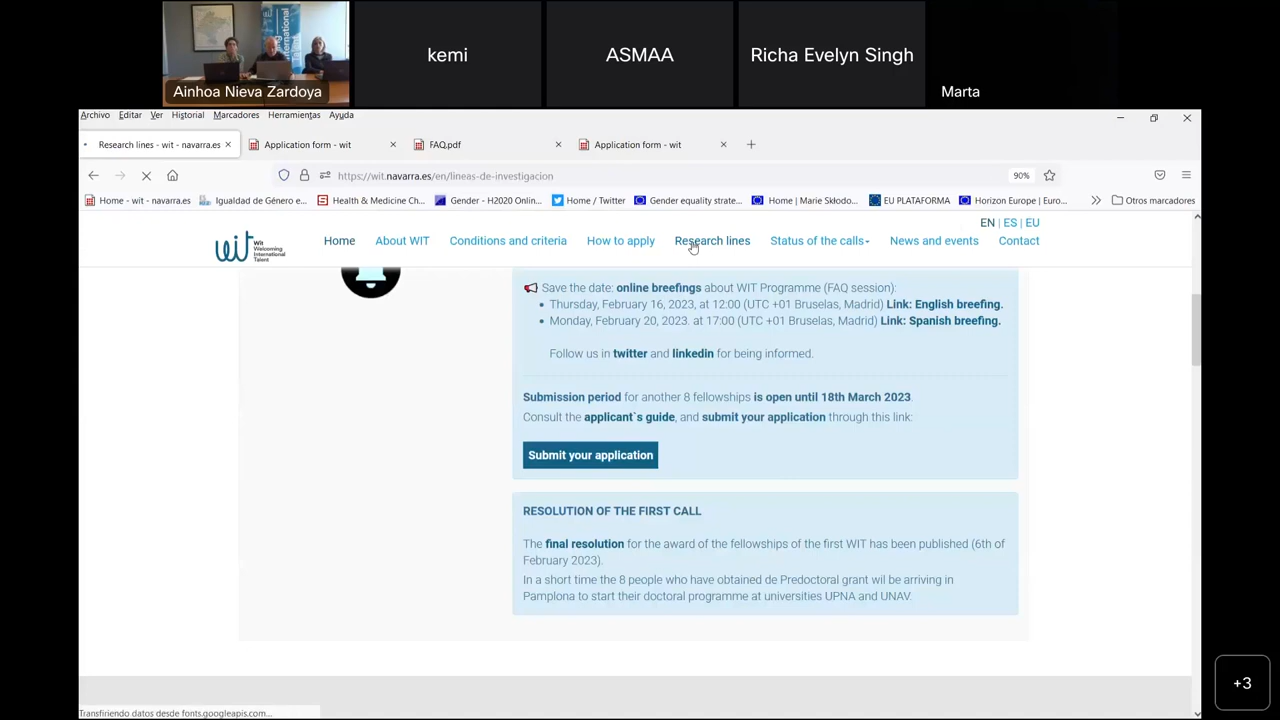 Welcoming International Talent
Ainhoa Nieva Zardoya
kemi
ASMAA
Richa Evelyn Singh
Marta
Archivo Editar Ver Historial Marcadores Herramientas Ayuda
Research lines - wit - navarra.es
Application form - wit
FAQ.pdf
Application form - wit
https://wit.navarra.es/en/lineas-de-investigacion
90%
Home - wit - navarra.es
Igualdad de Género e...
Health & Medicine Ch...
Gender - H2020 Onlin...
Home / Twitter
Gender equality strate...
Home | Marie Skłodo...
EU PLATAFORMA
Horizon Europe | Euro...
Otros marcadores
EN | ES | EU
wit
Wit
Welcoming
International
Talent
Home About WIT Conditions and criteria How to apply Research lines Status of the calls News and events Contact
Save the date: online breefings about WIT Programme (FAQ session):
• Thursday, February 16, 2023, at 12:00 (UTC +01 Bruselas, Madrid) Link: English breefing.
• Monday, February 20, 2023. at 17:00 (UTC +01 Bruselas, Madrid) Link: Spanish breefing.
Follow us in twitter and linkedin for being informed.
Submission period for another 8 fellowships is open until 18th March 2023.
Consult the applicant`s guide, and submit your application through this link:
Submit your application
RESOLUTION OF THE FIRST CALL
The final resolution for the award of the fellowships of the first WIT has been published (6th of
February 2023).
In a short time the 8 people who have obtained de Predoctoral grant wil be arriving in
Pamplona to start their doctoral programme at universities UPNA and UNAV.
Transfiriendo datos desde fonts.googleapis.com...
+3